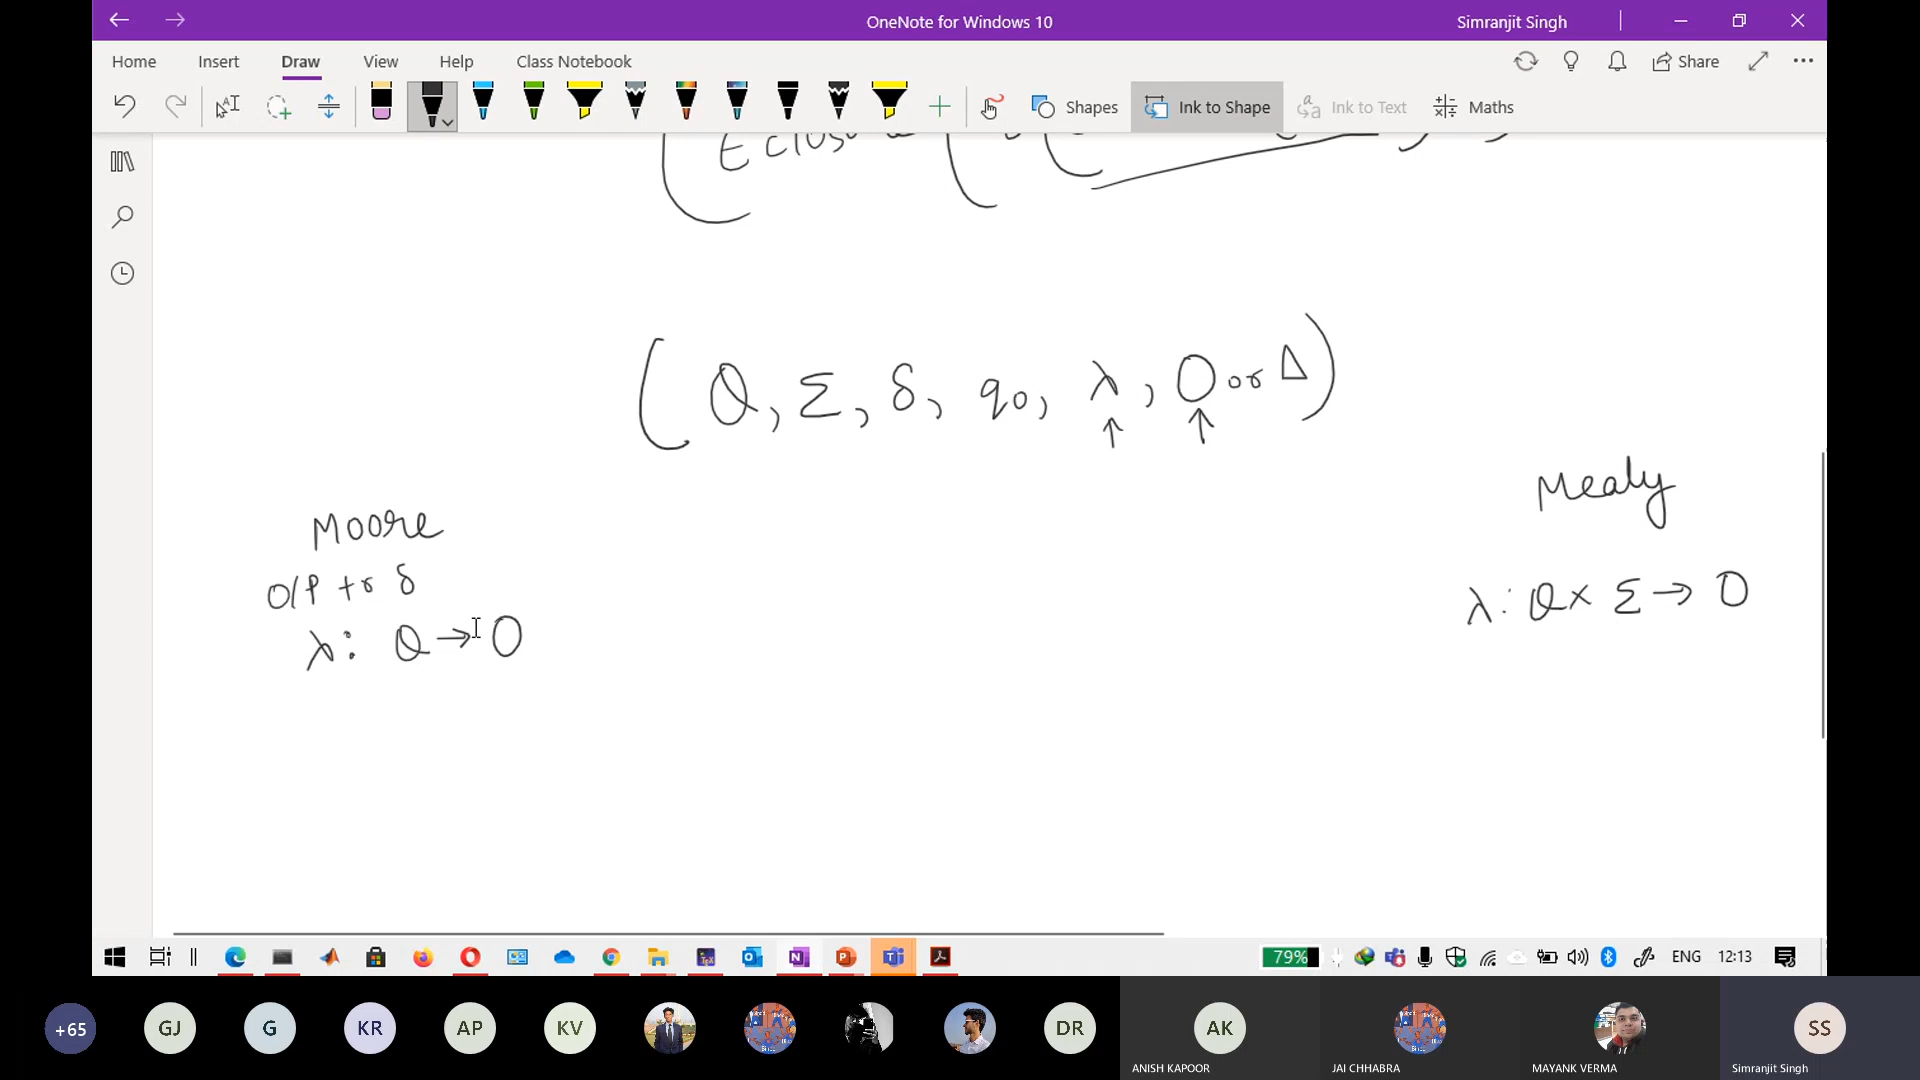 OneNote for Windows 10
Simranjit Singh
Home Insert Draw View Help Class Notebook
Share
Shapes Ink to Shape Ink to Text Maths
( Q, Σ, δ, q0, λ, O or Δ)
↑ ↑
Mealy
Moore
O/P tr δ
λ: Q×Σ→O
λ: Q→O
79%
ENG 12:13
+65 GJ G KR AP KV DR AK SS
ANISH KAPOOR JAI CHHABRA MAYANK VERMA Simranjit Singh